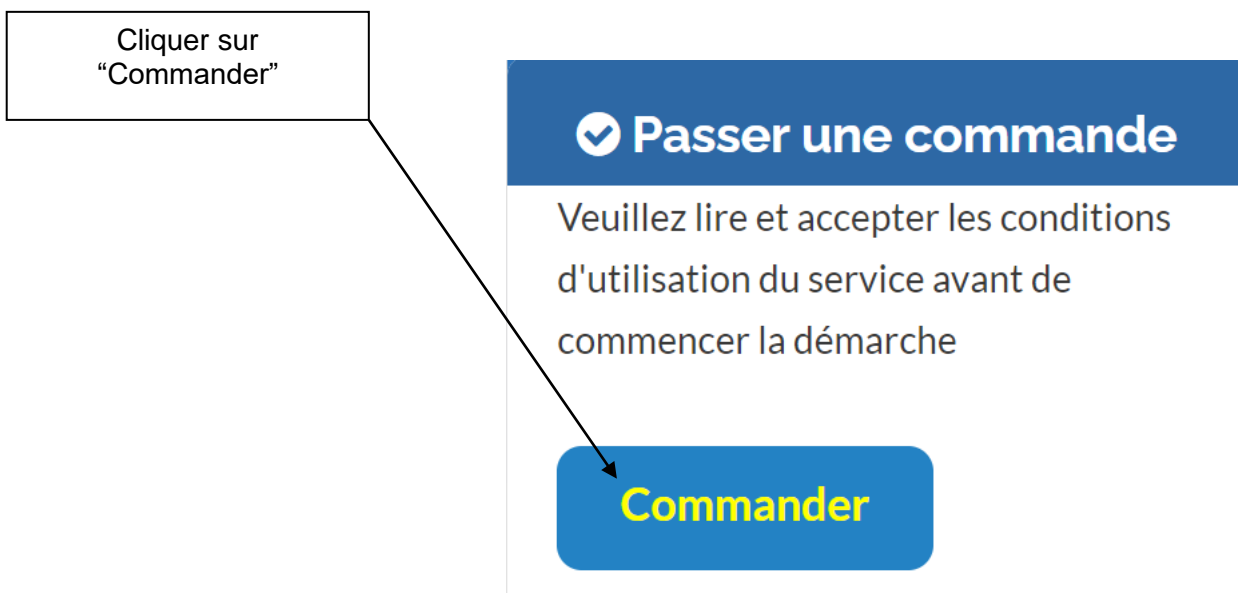 Cliquer sur
“Commander”
Passer une commande
Veuillez lire et accepter les conditions
d'utilisation du service avant de
commencer la démarche
Commander